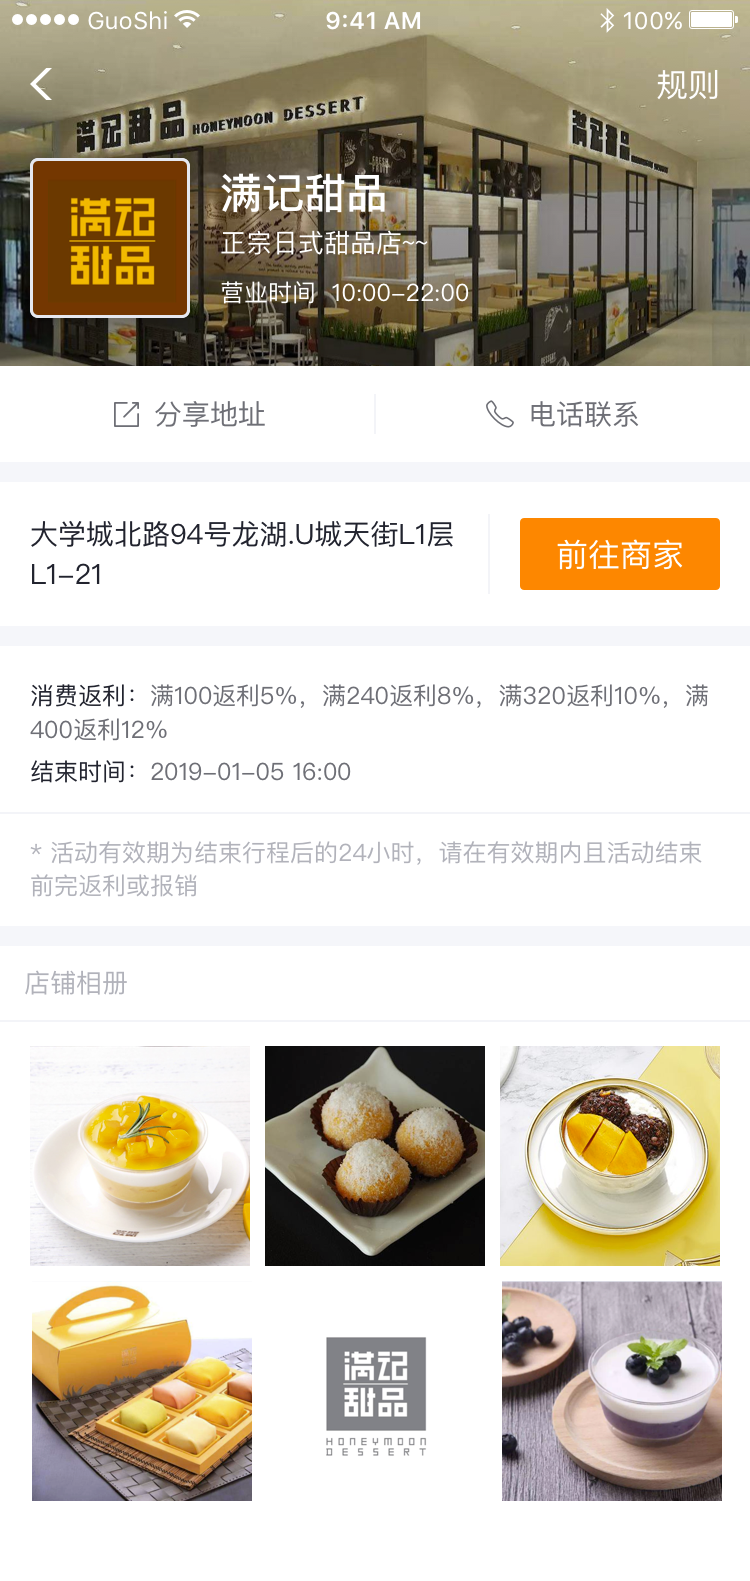 GuoShi 9:41 AM 100%
规则
满记甜品 HONEYMOON DESSERT
满记甜品
满记
甜品
满记甜品
正宗日式甜品店~~
营业时间 10:00-22:00
分享地址 电话联系
大学城北路94号龙湖.U城天街L1层
L1-21
前往商家
消费返利：满100返利5%，满240返利8%，满320返利10%，满
400返利12%
结束时间：2019-01-05 16:00
* 活动有效期为结束行程后的24小时，请在有效期内且活动结束
前完返利或报销
店铺相册
满记
甜品
HONEYMOON
DESSERT